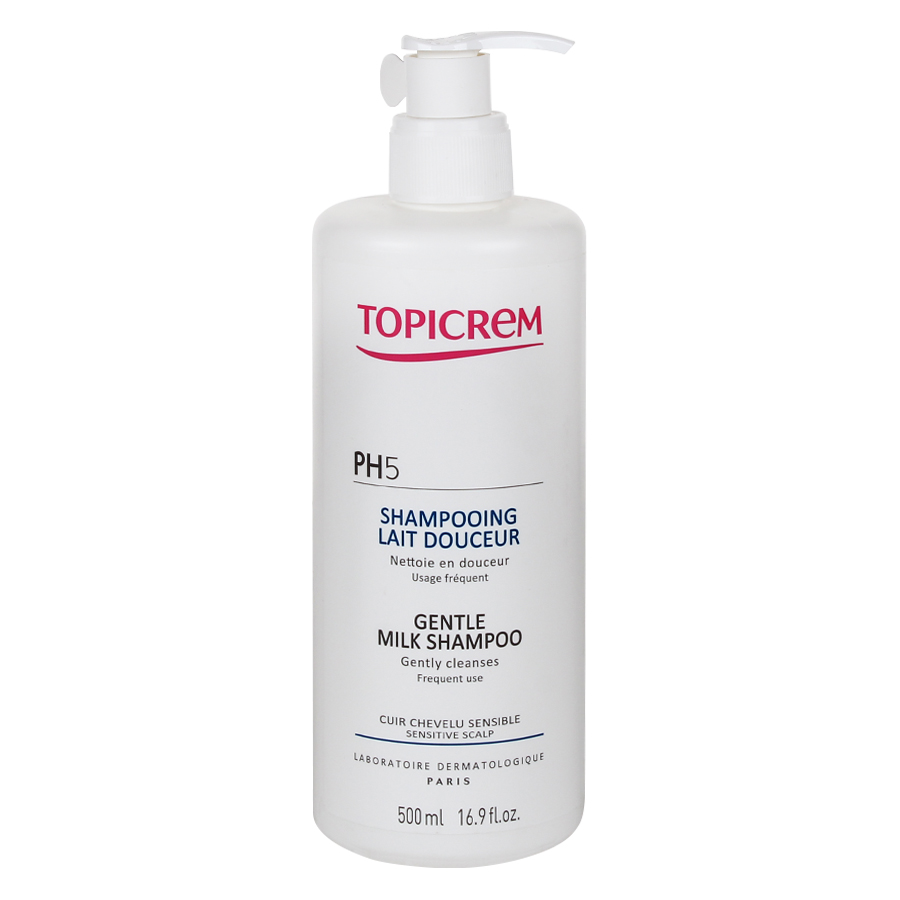 TOPICREM
PH5
SHAMPOOING
LAIT DOUCEUR
Nettoie en douceur
Usage fréquent
GENTLE
MILK SHAMPOO
Gently cleanses
Frequent use
CUIR CHEVELU SENSIBLE
SENSITIVE SCALP
LABORATOIRE DERMATOLOGIQUE
PARIS
500 ml 16.9 fl.oz.